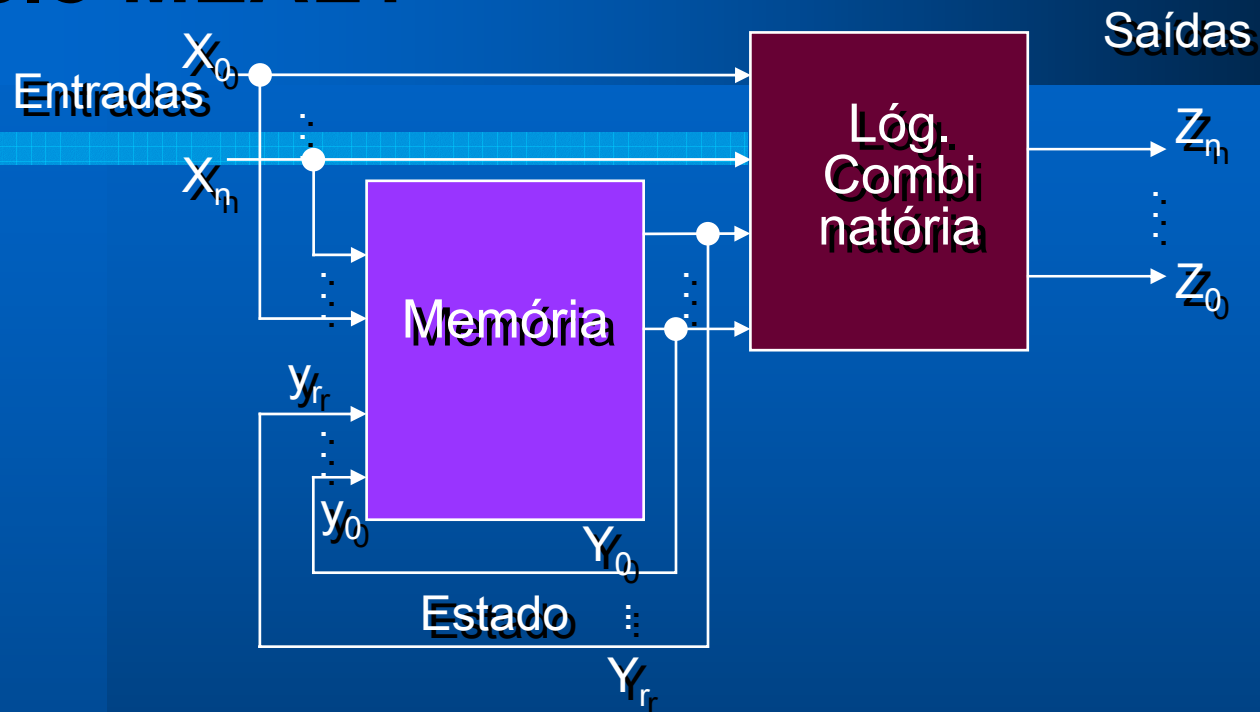 Saídas
X0
Entradas
Xn
Lóg.
Combi
natória
Zn
Z0
Memória
yr
y0
Y0
Estado
Yr